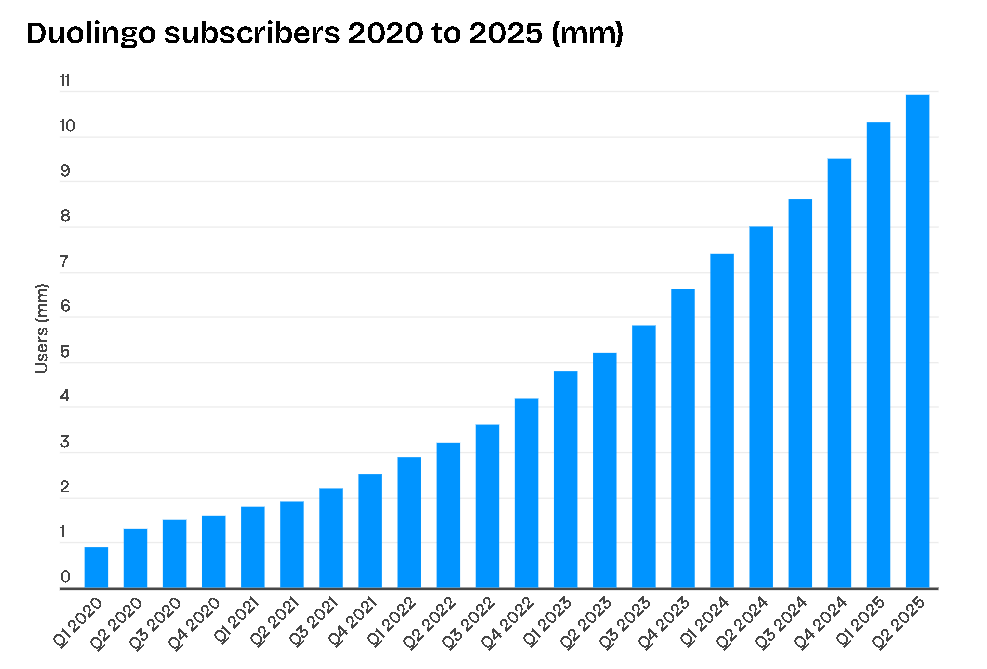 Duolingo subscribers 2020 to 2025 (mm)
11
10
9
8
7
6
5
4
3
2
1
0
Users (mm)
Q1 2020
Q2 2020
Q3 2020
Q4 2020
Q1 2021
Q2 2021
Q3 2021
Q4 2021
Q1 2022
Q2 2022
Q3 2022
Q4 2022
Q1 2023
Q2 2023
Q3 2023
Q4 2023
Q1 2024
Q2 2024
Q3 2024
Q4 2024
Q1 2025
Q2 2025